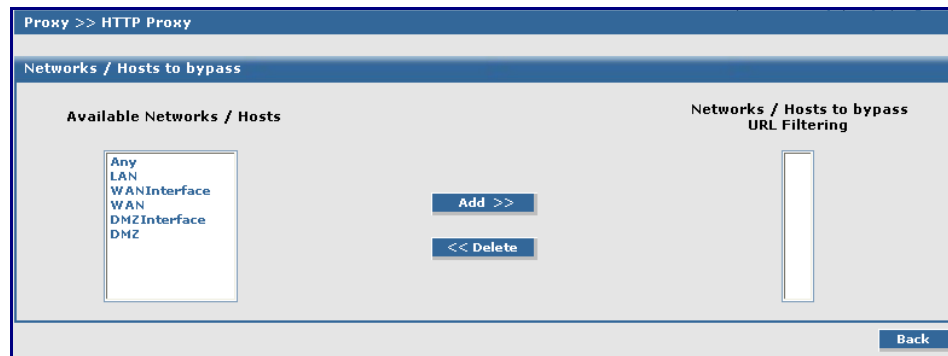 Proxy >> HTTP Proxy
Networks / Hosts to bypass
Available Networks / Hosts
Networks / Hosts to bypass
URL Filtering
Any
LAN
WANInterface
WAN
DMZInterface
DMZ
Add >>
<< Delete
Back